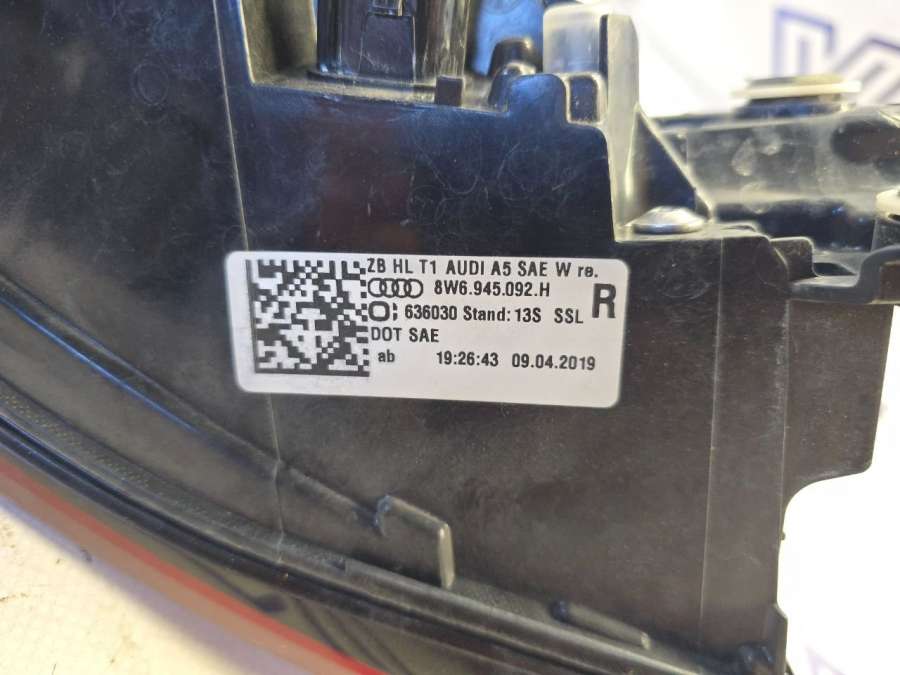 ZB HL T1 AUDI A5 SAE W re.
8W6.945.092.H R
636030 Stand: 13S SSL
DOT SAE
ab 19:26:43 09.04.2019